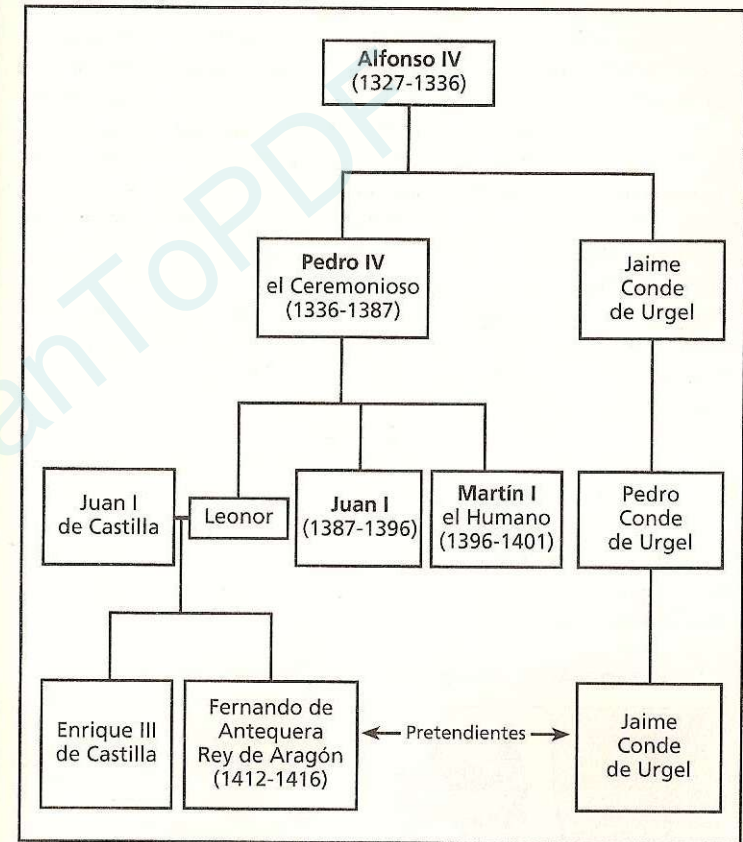 Alfonso IV
(1327-1336)
Pedro IV
el Ceremonioso
(1336-1387)
Jaime
Conde
de Urgel
Juan I
de Castilla
Leonor
Juan I
(1387-1396)
Martín I
el Humano
(1396-1401)
Pedro
Conde
de Urgel
Enrique III
de Castilla
Fernando de
Antequera
Rey de Aragón
(1412-1416)
Pretendientes
Jaime
Conde
de Urgel
anToPDF